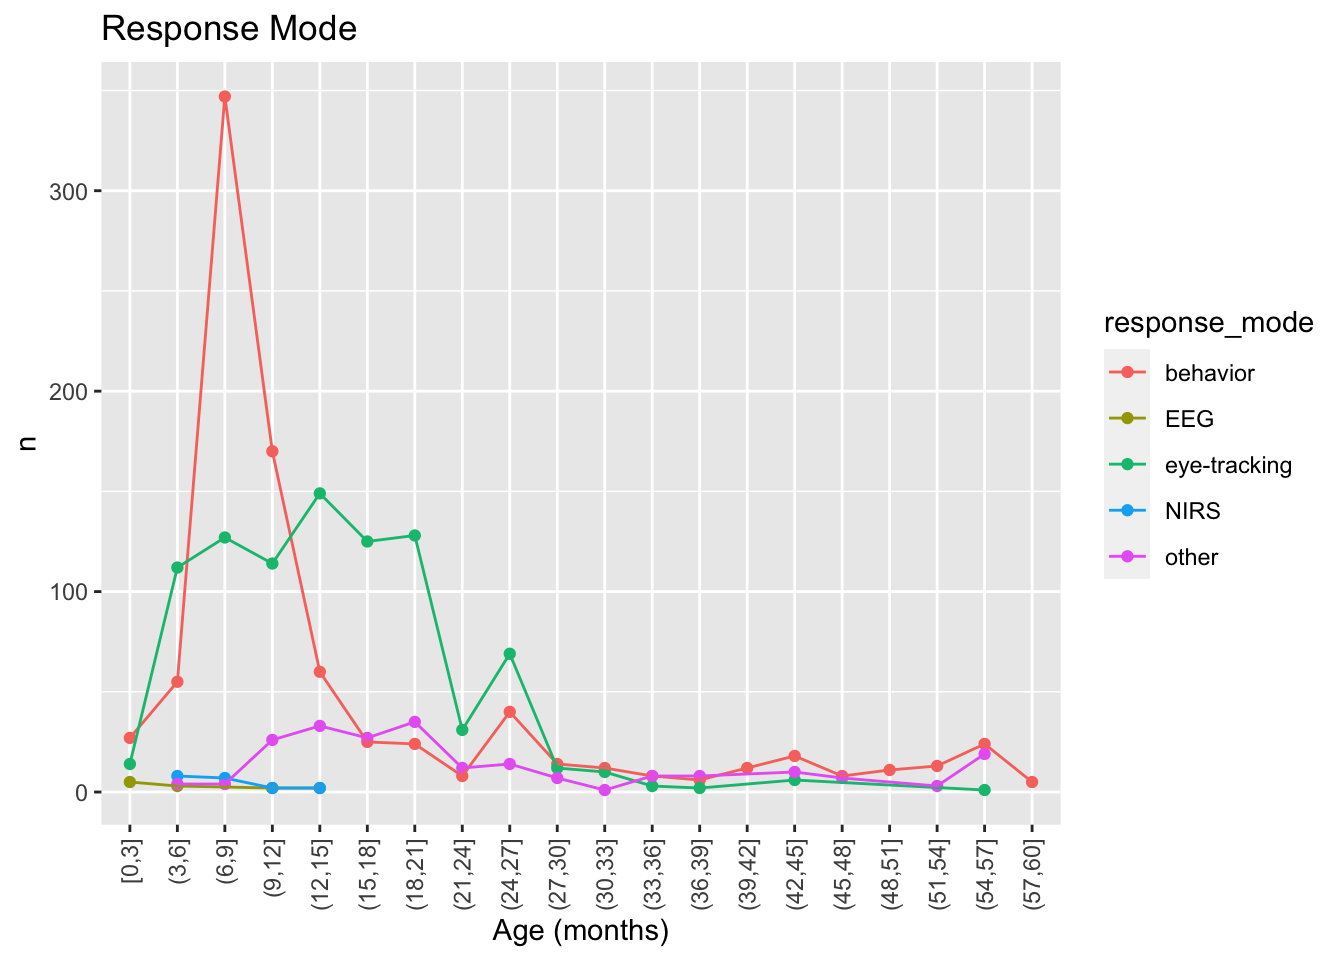 Response Mode
n
300
200
100
0
[0,3]
(3,6]
(6,9]
(9,12]
(12,15]
(15,18]
(18,21]
(21,24]
(24,27]
(27,30]
(30,33]
(33,36]
(36,39]
(39,42]
(42,45]
(45,48]
(48,51]
(51,54]
(54,57]
(57,60]
Age (months)
response_mode
behavior
EEG
eye-tracking
NIRS
other